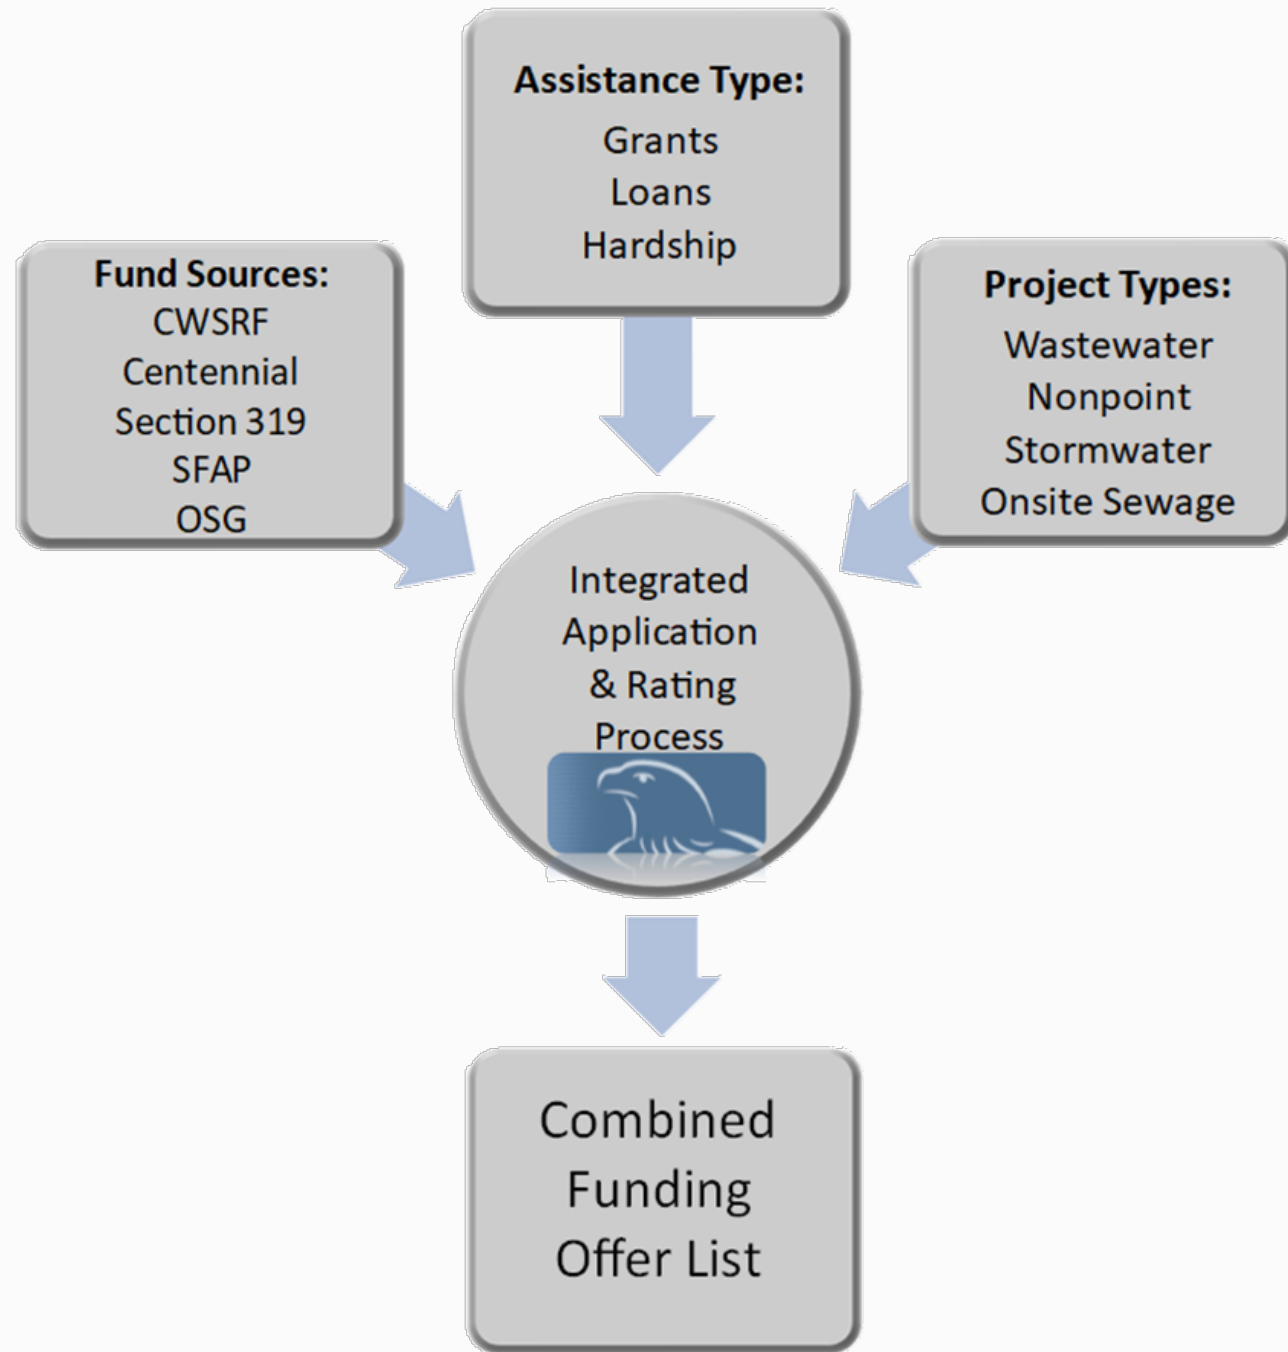 Assistance Type:
Grants
Loans
Hardship
Fund Sources:
CWSRF
Centennial
Section 319
SFAP
OSG
Project Types:
Wastewater
Nonpoint
Stormwater
Onsite Sewage
Integrated
Application
& Rating
Process
Combined
Funding
Offer List